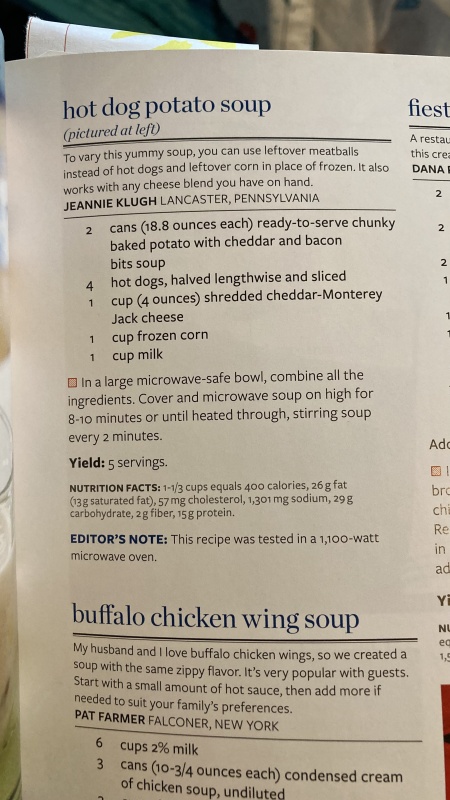 hot dog potato soup
(pictured at left)
To vary this yummy soup, you can use leftover meatballs
instead of hot dogs and leftover corn in place of frozen. It also
works with any cheese blend you have on hand.
JEANNIE KLUGH LANCASTER, PENNSYLVANIA
2 cans (18.8 ounces each) ready-to-serve chunky
baked potato with cheddar and bacon
bits soup
4 hot dogs, halved lengthwise and sliced
1 cup (4 ounces) shredded cheddar-Monterey
Jack cheese
1 cup frozen corn
1 cup milk
In a large microwave-safe bowl, combine all the
ingredients. Cover and microwave soup on high for
8-10 minutes or until heated through, stirring soup
every 2 minutes.
Yield: 5 servings.
NUTRITION FACTS: 1-1/3 cups equals 400 calories, 26 g fat
(13 g saturated fat), 57 mg cholesterol, 1,301 mg sodium, 29 g
carbohydrate, 2 g fiber, 15 g protein.
EDITOR'S NOTE: This recipe was tested in a 1,100-watt
microwave oven.
buffalo chicken wing soup
My husband and I love buffalo chicken wings, so we created a
soup with the same zippy flavor. It's very popular with guests.
Start with a small amount of hot sauce, then add more if
needed to suit your family's preferences.
PAT FARMER FALCONER, NEW YORK
6 cups 2% milk
3 cans (10-3/4 ounces each) condensed cream
of chicken soup, undiluted
fiest
A restau
this crea
DANA
2
2
2
1
1
1
Add
bro
chi
Re
in
ad
Yi
NU
eq
1,5